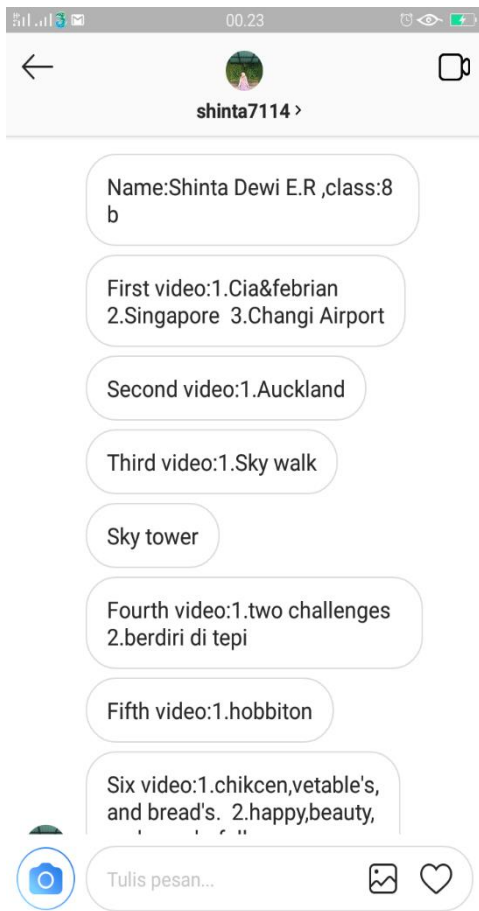 00.23
shinta7114 >
Name:Shinta Dewi E.R ,class:8
b
First video:1.Cia&febrian
2.Singapore 3.Changi Airport
Second video:1.Auckland
Third video:1.Sky walk
Sky tower
Fourth video:1.two challenges
2.berdiri di tepi
Fifth video:1.hobbiton
Six video:1.chikcen,vetable's,
and bread's. 2.happy,beauty,
Tulis pesan...